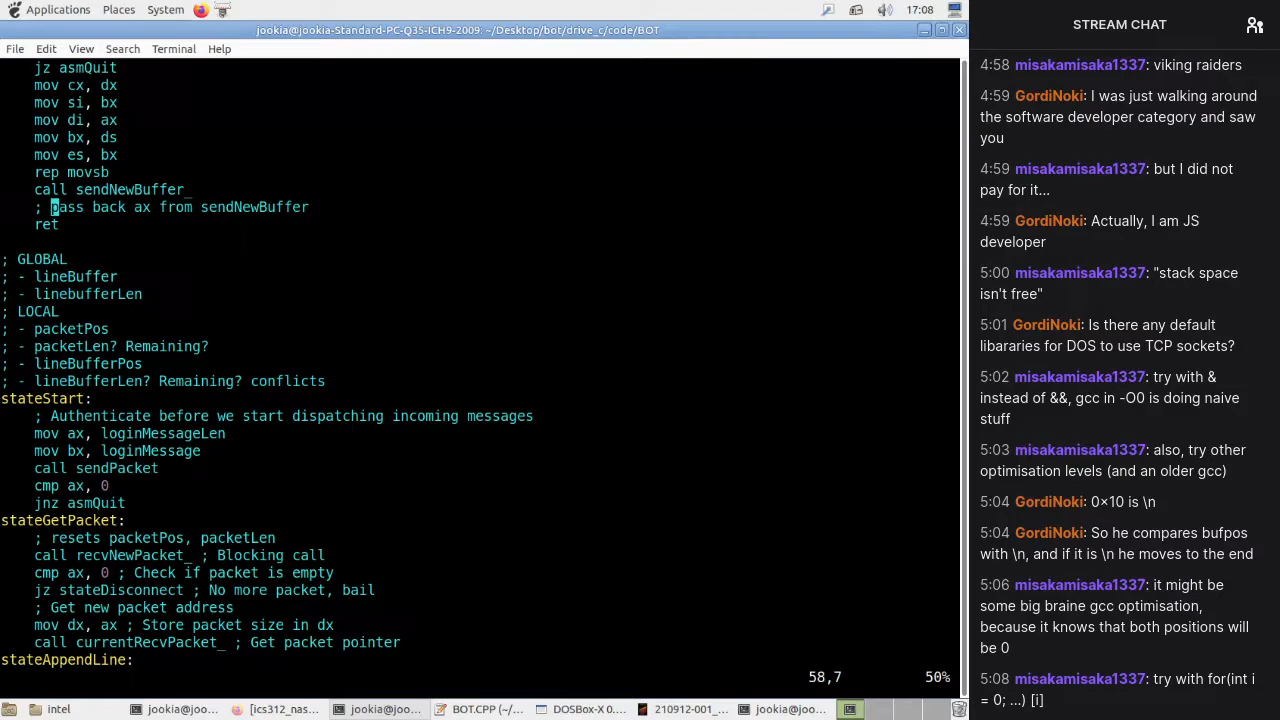 Applications Places System 17:08
jookia@jookia-Standard-PC-Q35-ICH9-2009: ~/Desktop/bot/drive_c/code/BOT
File Edit View Search Terminal Help
jz asmQuit
mov cx, dx
mov si, bx
mov di, ax
mov bx, ds
mov es, bx
rep movsb
call sendNewBuffer_
; pass back ax from sendNewBuffer
ret
; GLOBAL
; - lineBuffer
; - linebufferLen
; LOCAL
; - packetPos
; - packetLen? Remaining?
; - lineBufferPos
; - lineBufferLen? Remaining? conflicts
stateStart:
; Authenticate before we start dispatching incoming messages
mov ax, loginMessageLen
mov bx, loginMessage
call sendPacket
cmp ax, 0
jnz asmQuit
stateGetPacket:
; resets packetPos, packetLen
call recvNewPacket_ ; Blocking call
cmp ax, 0 ; Check if packet is empty
jz stateDisconnect ; No more packet, bail
; Get new packet address
mov dx, ax ; Store packet size in dx
call currentRecvPacket_ ; Get packet pointer
stateAppendLine:
58,7 50%
intel jookia@joo... [ics312_nas... jookia@joo... BOT.CPP (~/... DOSBox-X 0.... 210912-001_... jookia@joo...
STREAM CHAT
4:58 misakamisaka1337: viking raiders
4:59 GordiNoki: I was just walking around
the software developer category and saw
you
4:59 misakamisaka1337: but I did not
pay for it...
4:59 GordiNoki: Actually, I am JS
developer
5:00 misakamisaka1337: "stack space
isn't free"
5:01 GordiNoki: Is there any default
libararies for DOS to use TCP sockets?
5:02 misakamisaka1337: try with &
instead of &&, gcc in -O0 is doing naive
stuff
5:03 misakamisaka1337: also, try other
optimisation levels (and an older gcc)
5:04 GordiNoki: 0×10 is \n
5:04 GordiNoki: So he compares bufpos
with \n, and if it is \n he moves to the end
5:06 misakamisaka1337: it might be
some big braine gcc optimisation,
because it knows that both positions will
be 0
5:08 misakamisaka1337: try with for(int i
= 0; ...) [i]